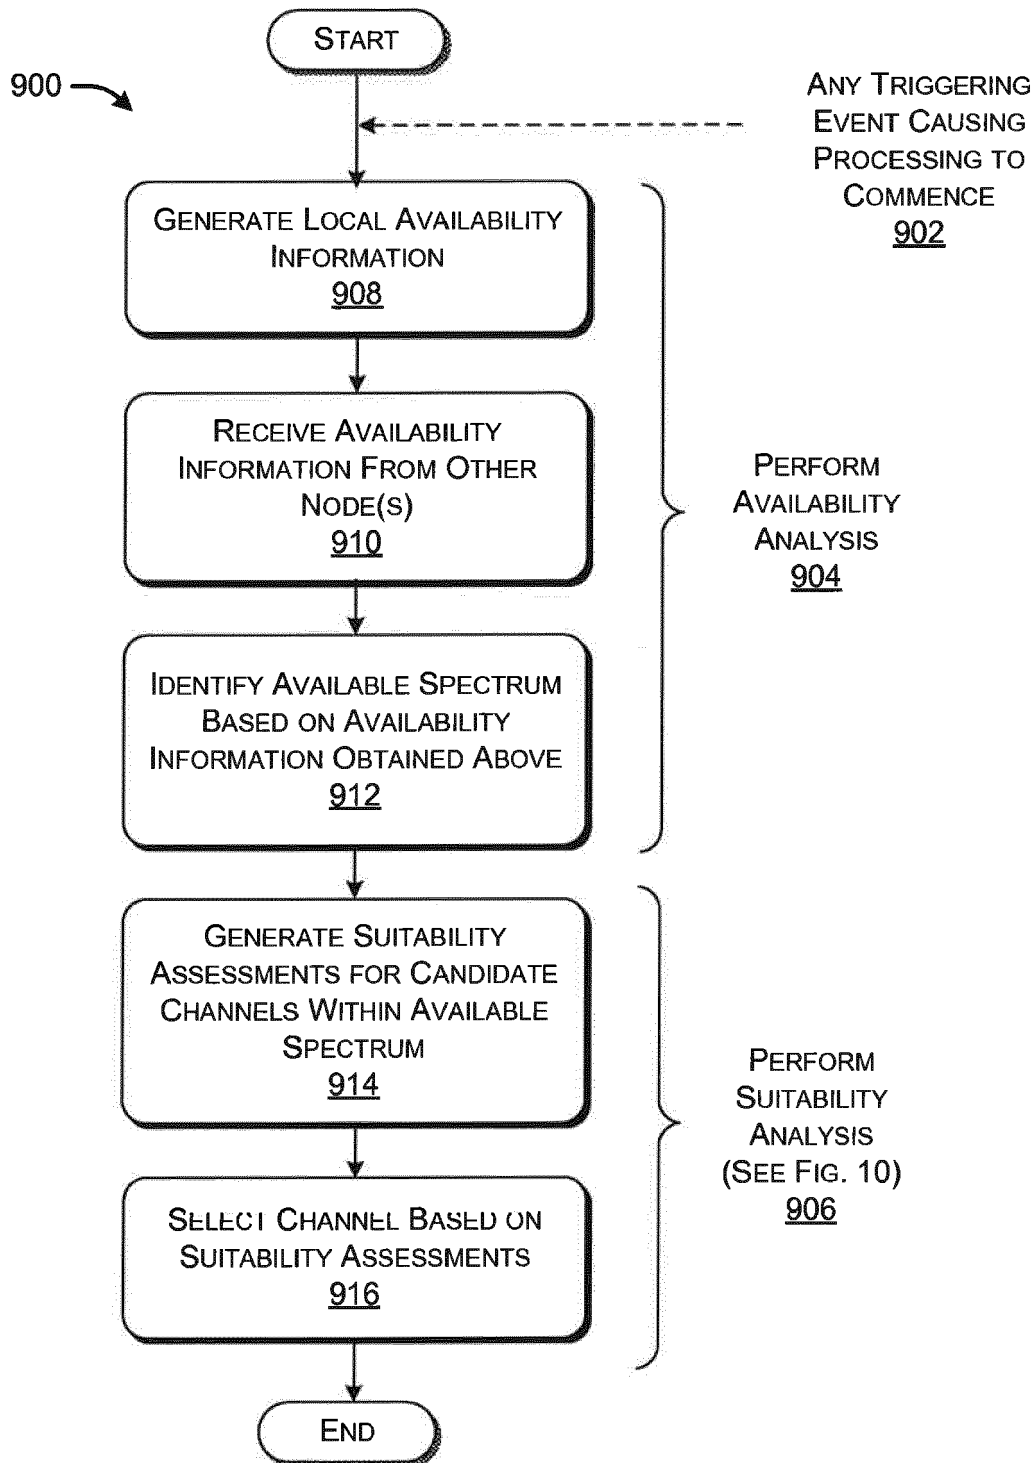 START
900
ANY TRIGGERING
EVENT CAUSING
PROCESSING TO
COMMENCE
902
GENERATE LOCAL AVAILABILITY
INFORMATION
908
RECEIVE AVAILABILITY
INFORMATION FROM OTHER
NODE(S)
910
PERFORM
AVAILABILITY
ANALYSIS
904
IDENTIFY AVAILABLE SPECTRUM
BASED ON AVAILABILITY
INFORMATION OBTAINED ABOVE
912
GENERATE SUITABILITY
ASSESSMENTS FOR CANDIDATE
CHANNELS WITHIN AVAILABLE
SPECTRUM
914
PERFORM
SUITABILITY
ANALYSIS
(SEE FIG. 10)
906
SELECT CHANNEL BASED ON
SUITABILITY ASSESSMENTS
916
END